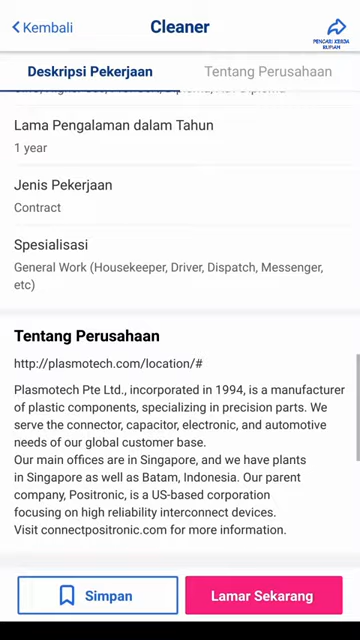 Kembali
Cleaner
PENCARI KERJA
RUMAH
Deskripsi Pekerjaan
Tentang Perusahaan
Lama Pengalaman dalam Tahun
1 year
Jenis Pekerjaan
Contract
Spesialisasi
General Work (Housekeeper, Driver, Dispatch, Messenger,
etc)
Tentang Perusahaan
http://plasmotech.com/location/#
Plasmotech Pte Ltd., incorporated in 1994, is a manufacturer
of plastic components, specializing in precision parts. We
serve the connector, capacitor, electronic, and automotive
needs of our global customer base.
Our main offices are in Singapore, and we have plants
in Singapore as well as Batam, Indonesia. Our parent
company, Positronic, is a US-based corporation
focusing on high reliability interconnect devices.
Visit connectpositronic.com for more information.
Simpan
Lamar Sekarang